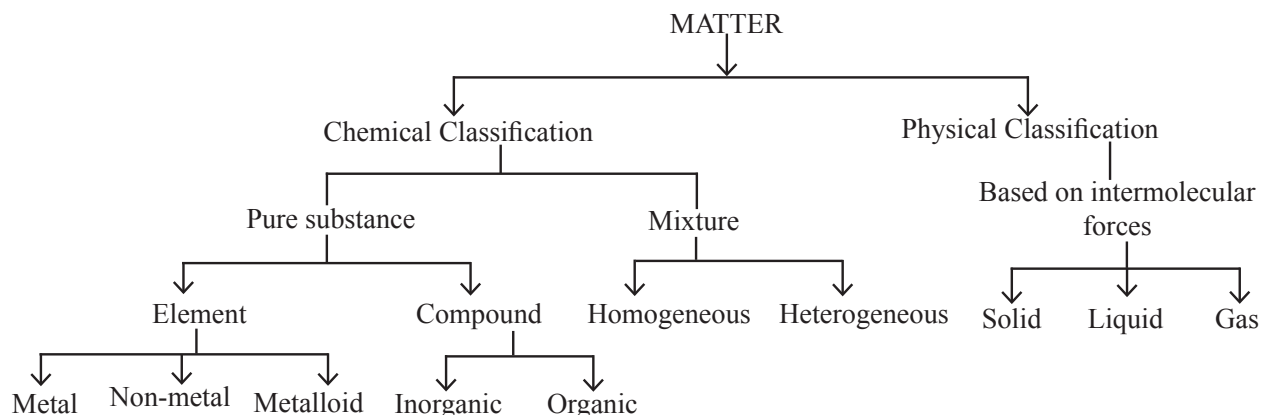 MATTER
Chemical Classification
Physical Classification
Pure substance
Mixture
Based on intermolecular
forces
Element
Compound
Homogeneous
Heterogeneous
Solid
Liquid
Gas
Metal
Non-metal
Metalloid
Inorganic
Organic